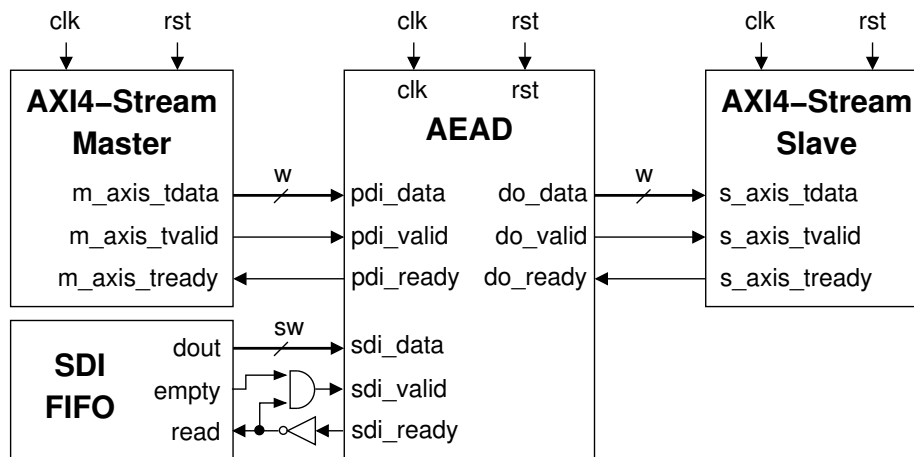 clk rst clk rst clk rst
AXI4–Stream
Master
m_axis_tdata
m_axis_tvalid
m_axis_tready
w
clk rst
AEAD
pdi_data do_data
pdi_valid do_valid
pdi_ready do_ready
w
AXI4–Stream
Slave
s_axis_tdata
s_axis_tvalid
s_axis_tready
SDI
FIFO
dout
empty
read
sw
sdi_data
sdi_valid
sdi_ready